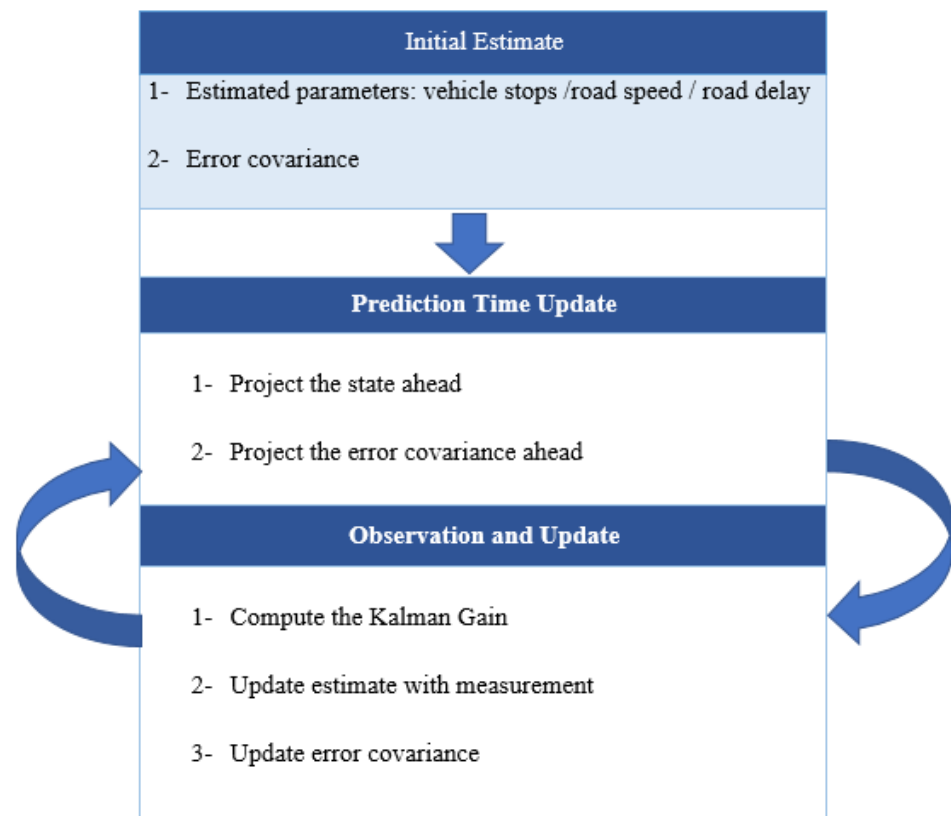 Initial Estimate
1- Estimated parameters: vehicle stops /road speed / road delay
2- Error covariance
Prediction Time Update
1- Project the state ahead
2- Project the error covariance ahead
Observation and Update
1- Compute the Kalman Gain
2- Update estimate with measurement
3- Update error covariance